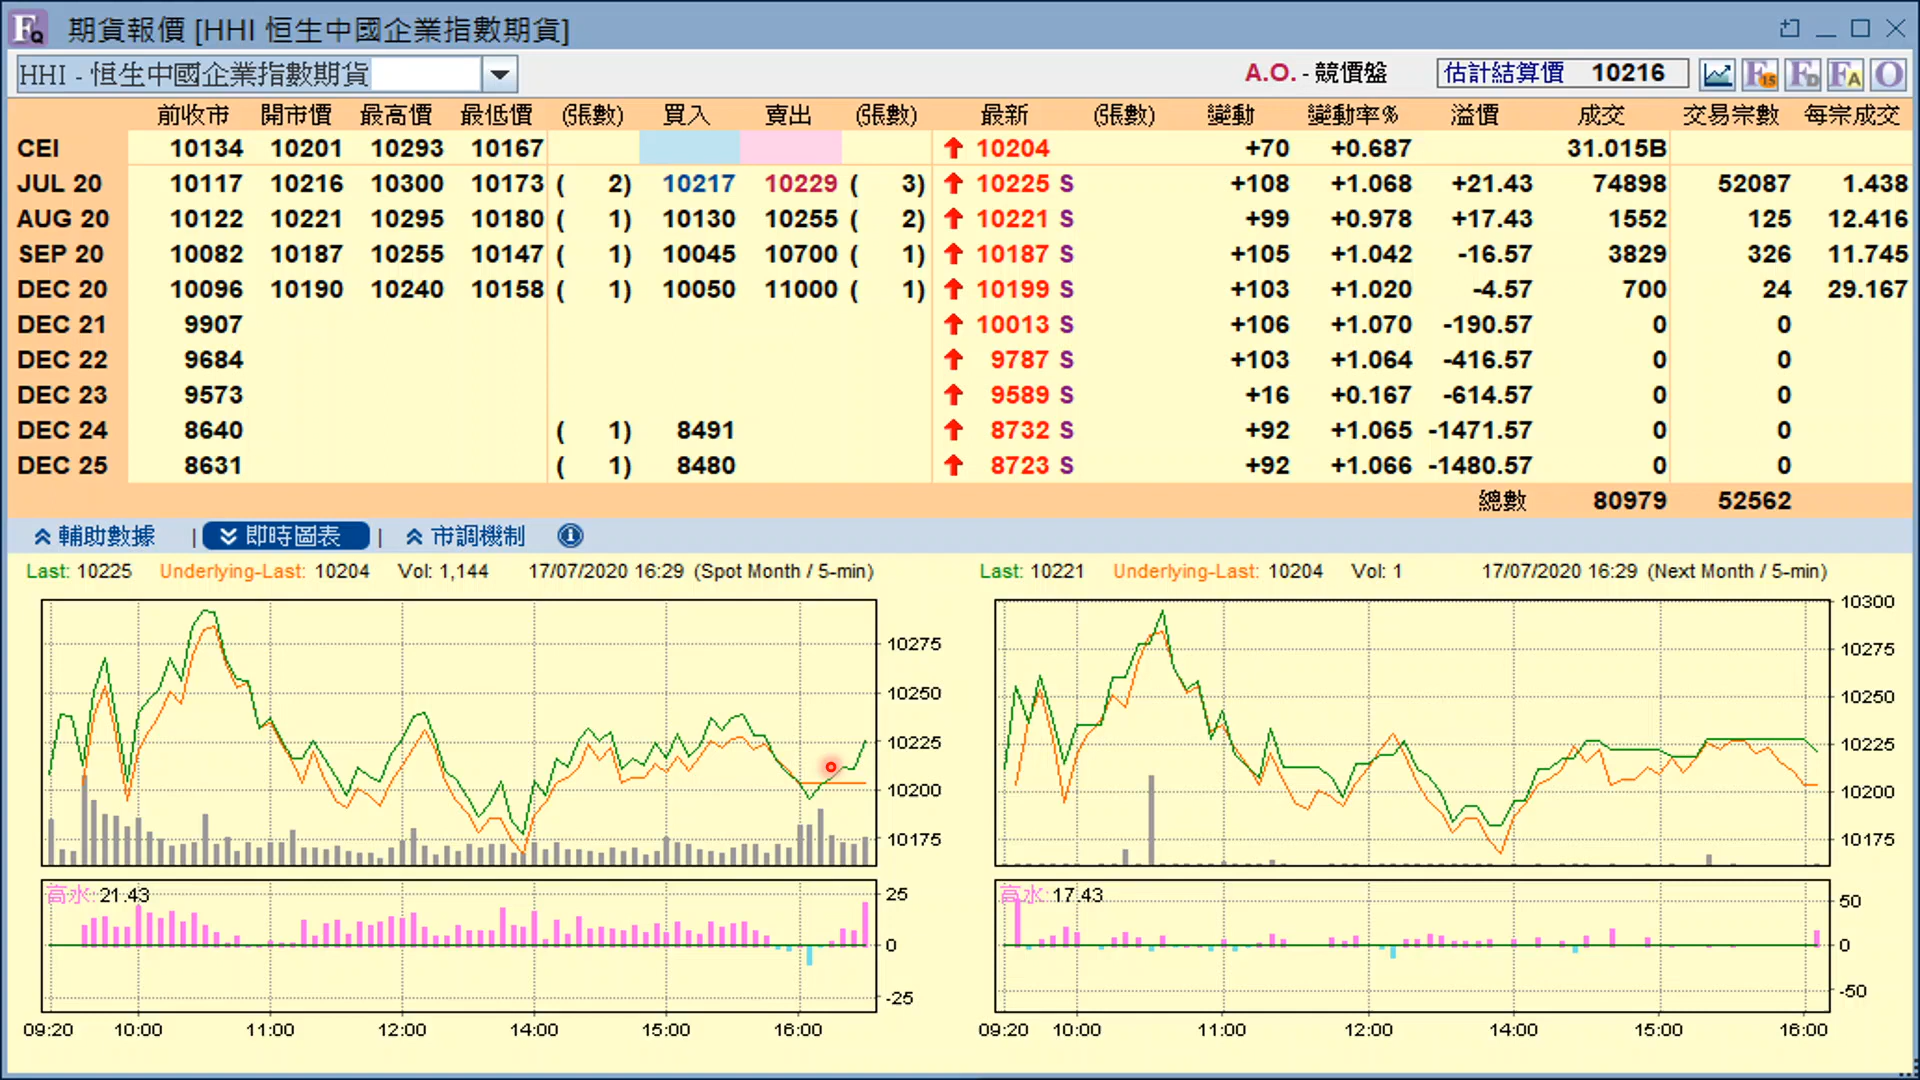 期貨報價 [HHI 恒生中國企業指數期貨]
HHI - 恒生中國企業指數期貨 A.O. - 競價盤 估計結算價 10216
前收市 開市價 最高價 最低價 (張數) 買入 賣出 (張數) 最新 (張數) 變動 變動率% 溢價 成交 交易宗數 每宗成交
CEI 10134 10201 10293 10167 10204 +70 +0.687 31.015B
JUL 20 10117 10216 10300 10173 ( 2) 10217 10229 ( 3) 10225 S +108 +1.068 +21.43 74898 52087 1.438
AUG 20 10122 10221 10295 10180 ( 1) 10130 10255 ( 2) 10221 S +99 +0.978 +17.43 1552 125 12.416
SEP 20 10082 10187 10255 10147 ( 1) 10045 10700 ( 1) 10187 S +105 +1.042 -16.57 3829 326 11.745
DEC 20 10096 10190 10240 10158 ( 1) 10050 11000 ( 1) 10199 S +103 +1.020 -4.57 700 24 29.167
DEC 21 9907 10013 S +106 +1.070 -190.57 0 0
DEC 22 9684 9787 S +103 +1.064 -416.57 0 0
DEC 23 9573 9589 S +16 +0.167 -614.57 0 0
DEC 24 8640 ( 1) 8491 8732 S +92 +1.065 -1471.57 0 0
DEC 25 8631 ( 1) 8480 8723 S +92 +1.066 -1480.57 0 0
總數 80979 52562
輔助數據 | 即時圖表 | 市調機制
Last: 10225 Underlying-Last: 10204 Vol: 1,144 17/07/2020 16:29 (Spot Month / 5-min)
10275
10250
10225
10200
10175
高水: 21.43
25
0
-25
09:20 10:00 11:00 12:00 14:00 15:00 16:00
Last: 10221 Underlying-Last: 10204 Vol: 1 17/07/2020 16:29 (Next Month / 5-min)
10300
10275
10250
10225
10200
10175
高水: 17.43
50
0
-50
09:20 10:00 11:00 12:00 14:00 15:00 16:00